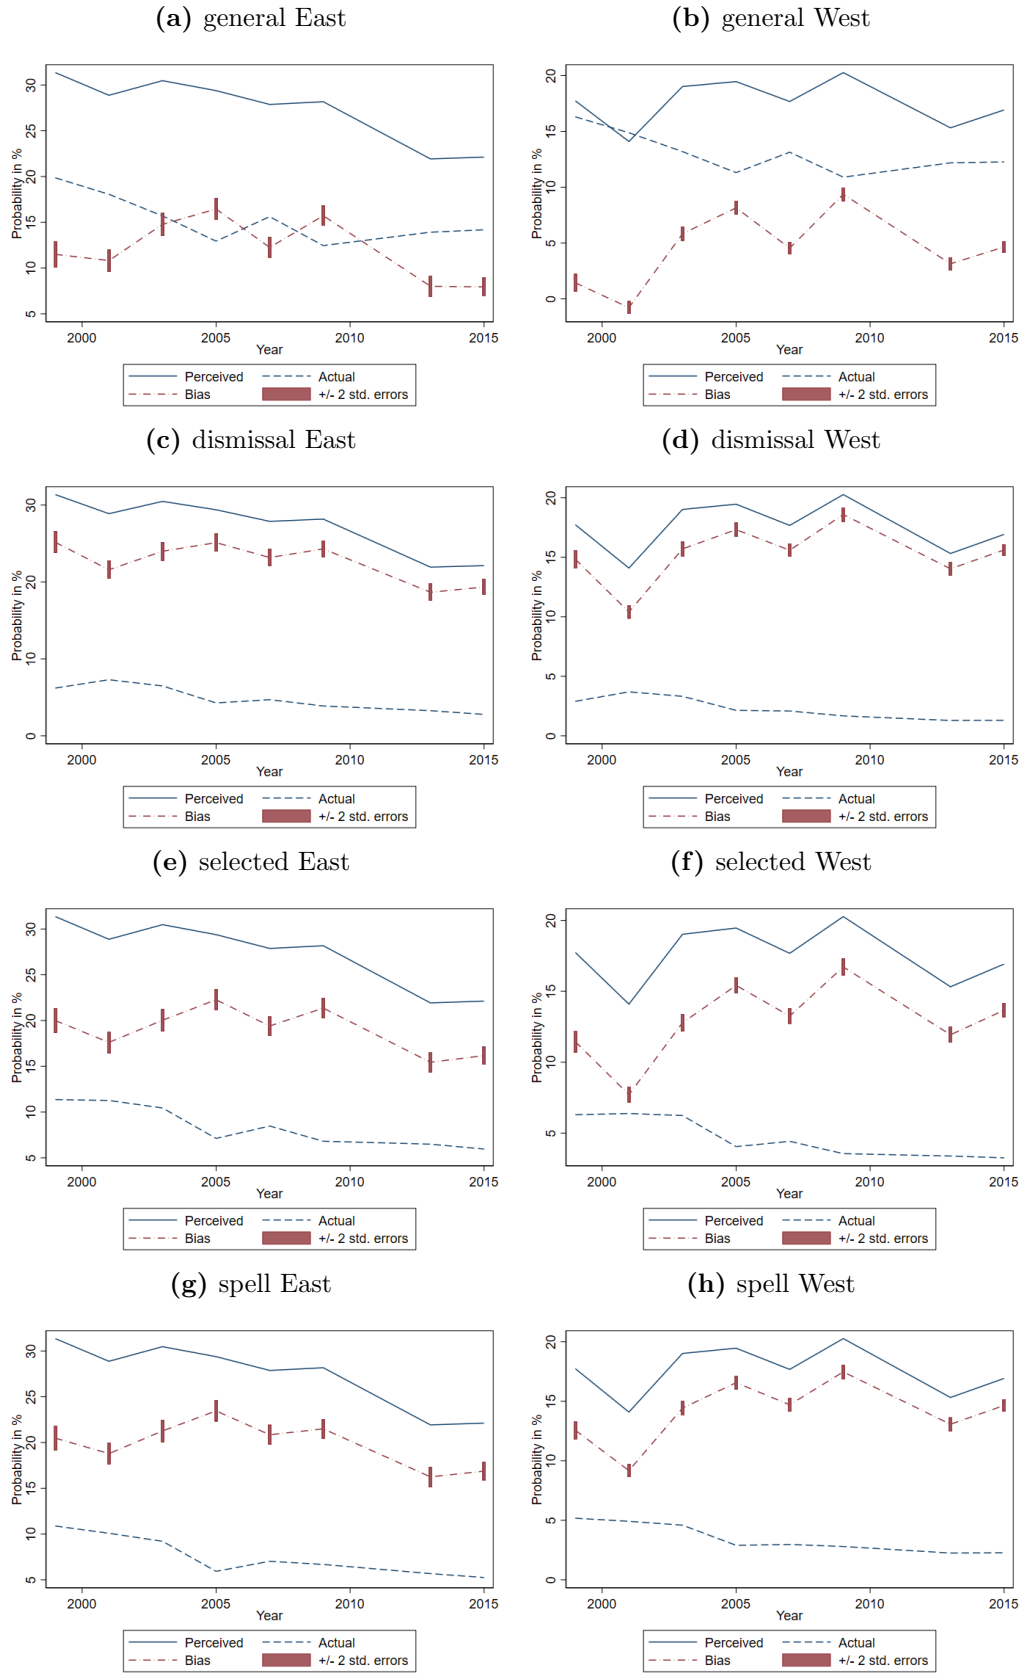 (a) general East
Probability in %
5 10 15 20 25 30
2000 2005 2010 2015
Year
Perceived Actual
Bias +/- 2 std. errors
(b) general West
Probability in %
0 5 10 15 20
2000 2005 2010 2015
Year
Perceived Actual
Bias +/- 2 std. errors
(c) dismissal East
Probability in %
0 10 20 30
2000 2005 2010 2015
Year
Perceived Actual
Bias +/- 2 std. errors
(d) dismissal West
Probability in %
0 5 10 15 20
2000 2005 2010 2015
Year
Perceived Actual
Bias +/- 2 std. errors
(e) selected East
Probability in %
5 10 15 20 25 30
2000 2005 2010 2015
Year
Perceived Actual
Bias +/- 2 std. errors
(f) selected West
Probability in %
5 10 15 20
2000 2005 2010 2015
Year
Perceived Actual
Bias +/- 2 std. errors
(g) spell East
Probability in %
5 10 15 20 25 30
2000 2005 2010 2015
Year
Perceived Actual
Bias +/- 2 std. errors
(h) spell West
Probability in %
0 5 10 15 20
2000 2005 2010 2015
Year
Perceived Actual
Bias +/- 2 std. errors